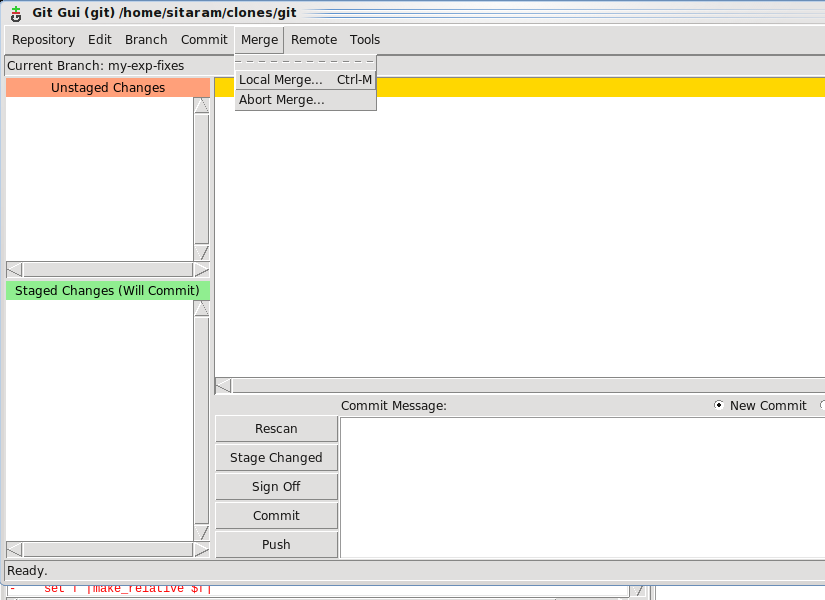 Git Gui (git) /home/sitaram/clones/git
Repository Edit Branch Commit Merge Remote Tools
Current Branch: my-exp-fixes
Local Merge... Ctrl-M
Abort Merge...
Unstaged Changes
Staged Changes (Will Commit)
Commit Message:
New Commit
Rescan
Stage Changed
Sign Off
Commit
Push
Ready.
- set r [make_relative $r]